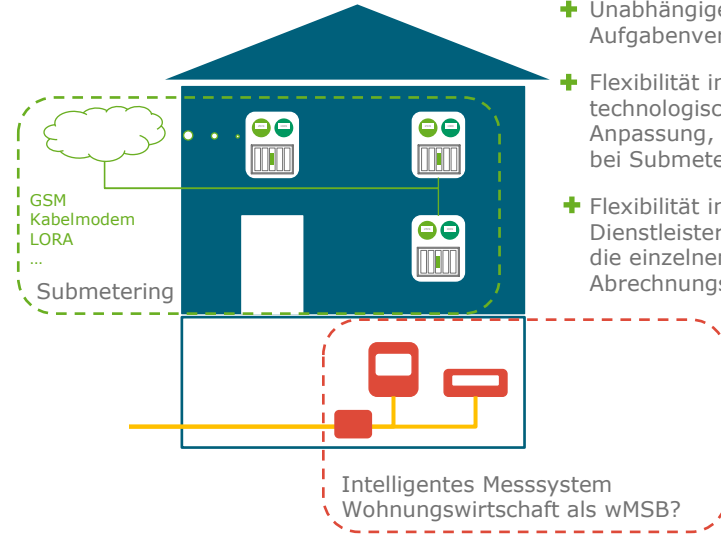 Unabhängige
Aufgabenver
Flexibilität in
technologisc
Anpassung,
bei Submete
Flexibilität in
Dienstleister
die einzelner
Abrechnungs
GSM
Kabelmodem
LORA
...
Submetering
Intelligentes Messsystem
Wohnungswirtschaft als wMSB?